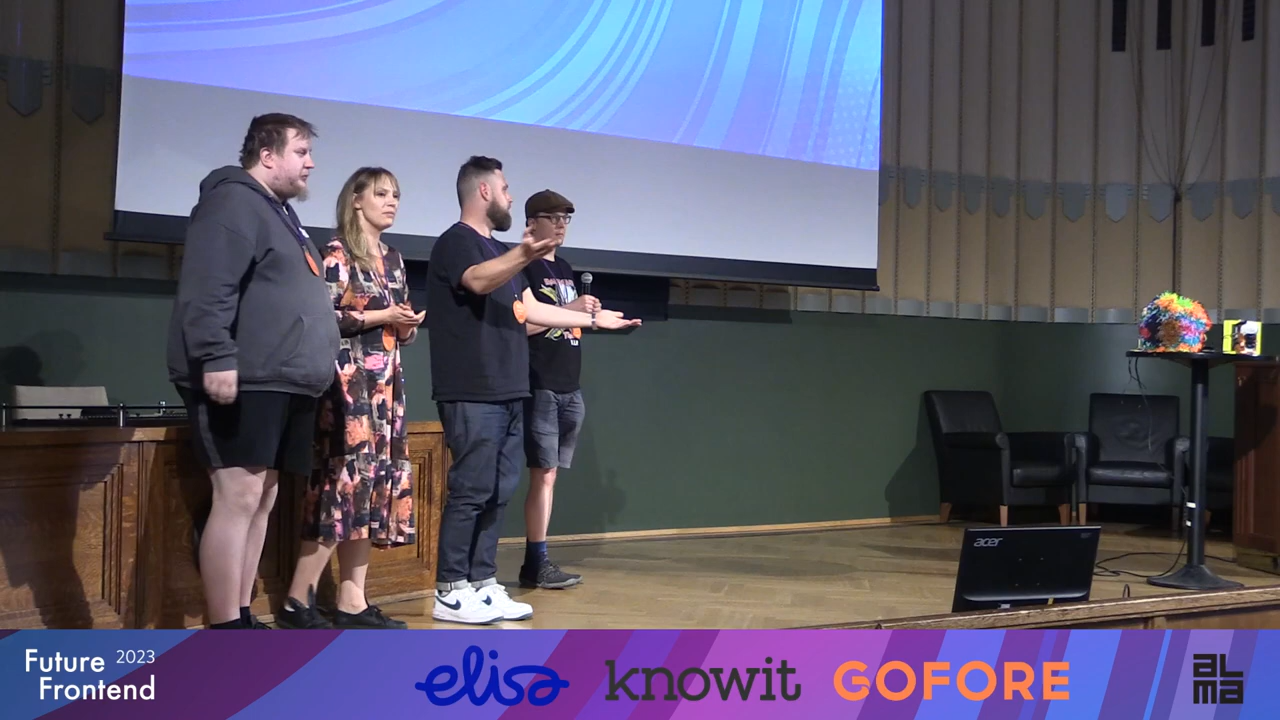 acer
Future 2023
Frontend
elisa
knowit
GOFORE
aLma